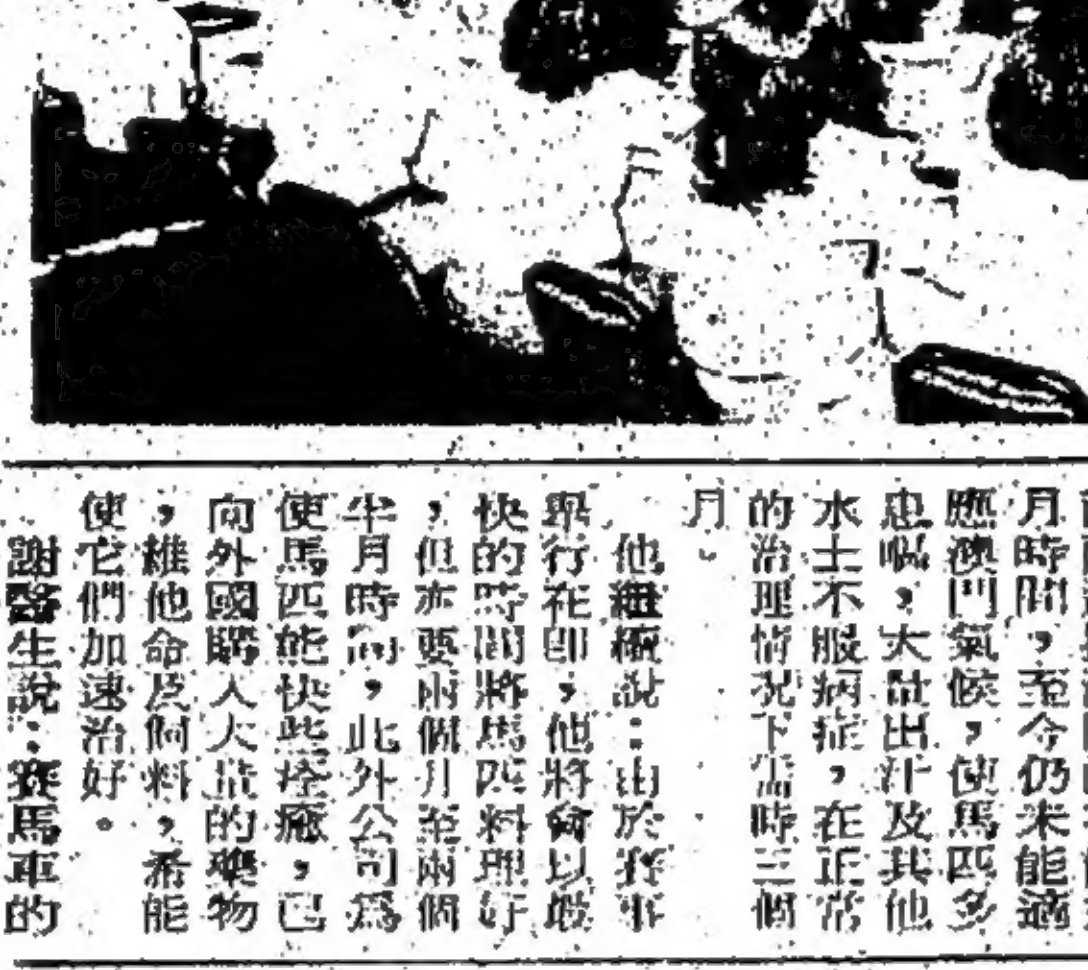 月時間，至今仍未能適
應澳門氣候，使馬匹多
患喘，大量出汗及其他
水土不服病症，在正常
的治理情況下需時三個
月。
他繼稱說：由於賽事
舉行在即，他將會以最
快的時間將馬匹料理好
，但亦要兩個月至兩個
半月時間，此外公司為
使馬匹能快些痊癒，已
向外國購入大量的藥物
，維他命及飼料，希能
使它們加速治好。
謝醫生說：賽馬車的